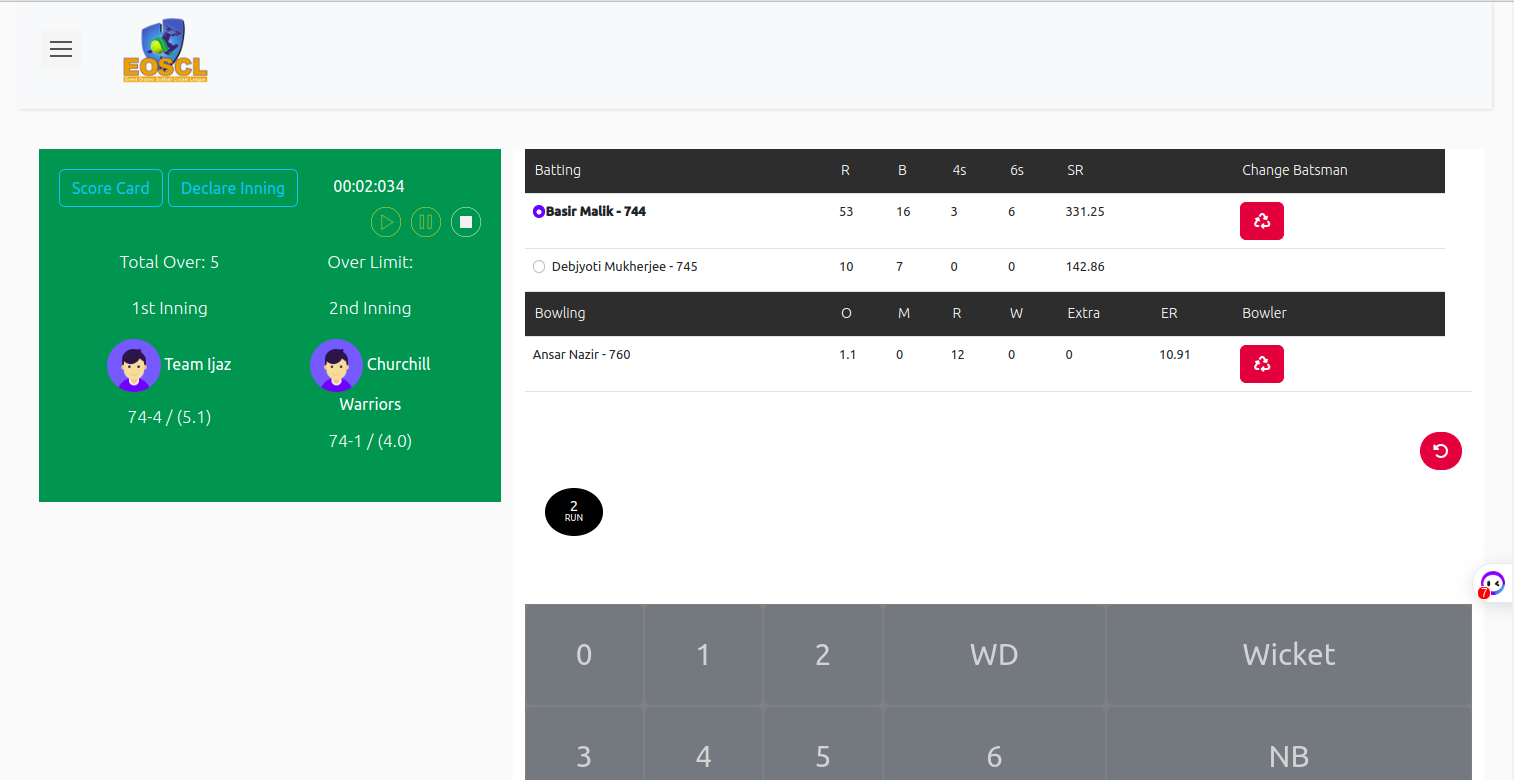 EOSCL
Score Card
Declare Inning
00:02:034
Total Over: 5
Over Limit:
1st Inning
2nd Inning
Team Ijaz
Churchill
Warriors
74-4 / (5.1)
74-1 / (4.0)
Batting R B 4s 6s SR Change Batsman
Basir Malik - 744 53 16 3 6 331.25
Debjyoti Mukherjee - 745 10 7 0 0 142.86
Bowling O M R W Extra ER Bowler
Ansar Nazir - 760 1.1 0 12 0 0 10.91
2
RUN
7
0 1 2 WD Wicket
3 4 5 6 NB